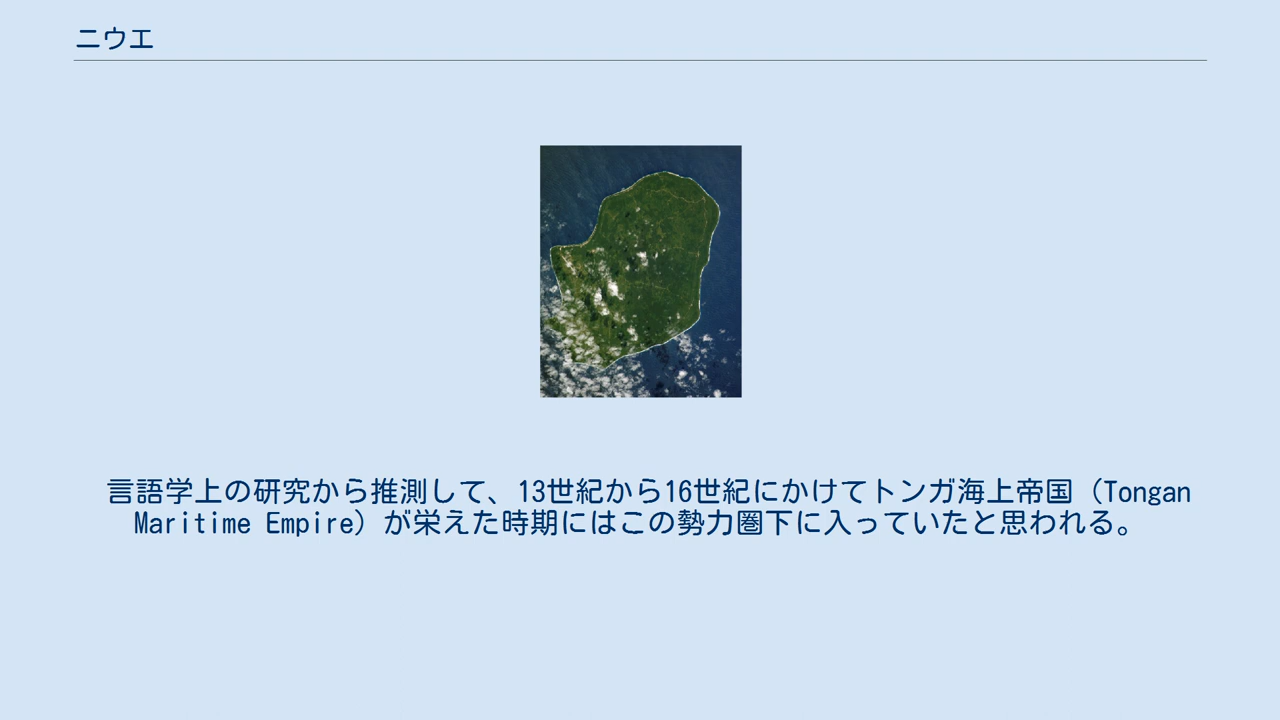 ニウエ
言語学上の研究から推測して、13世紀から16世紀にかけてトンガ海上帝国（Tongan
Maritime Empire）が栄えた時期にはこの勢力圏下に入っていたと思われる。